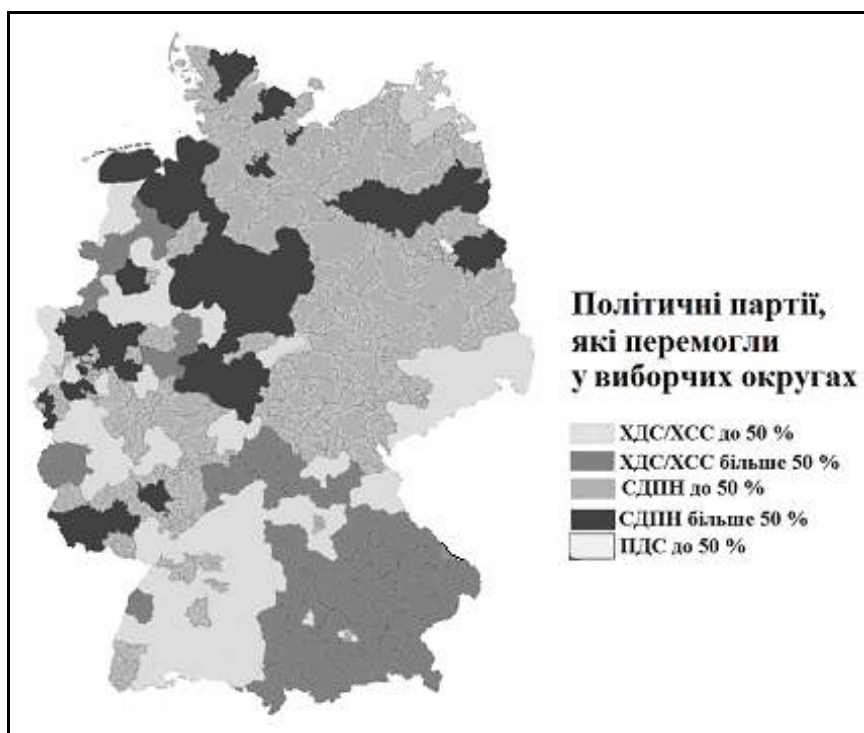 Політичні партії,
які перемогли
у виборчих округах
ХДС/ХСС до 50 %
ХДС/ХСС більше 50 %
СДПН до 50 %
СДПН більше 50 %
ПДС до 50 %